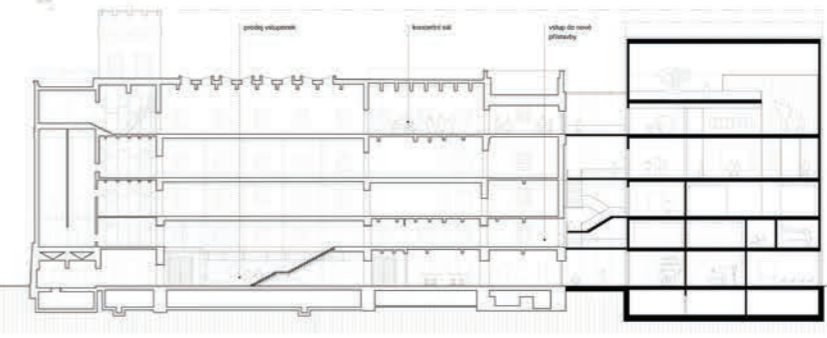 prodej vstupenek
koncertní sál
vstup do nové
přístavby